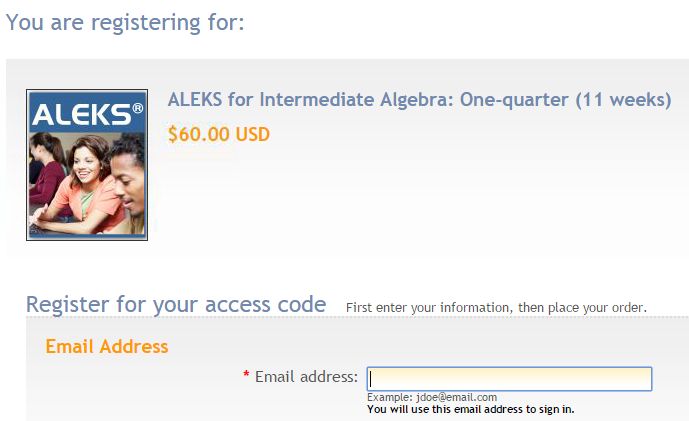 You are registering for:
ALEKS®
ALEKS for Intermediate Algebra: One-quarter (11 weeks)
$60.00 USD
Register for your access code First enter your information, then place your order.
Email Address
* Email address:
Example: jdoe@email.com
You will use this email address to sign in.